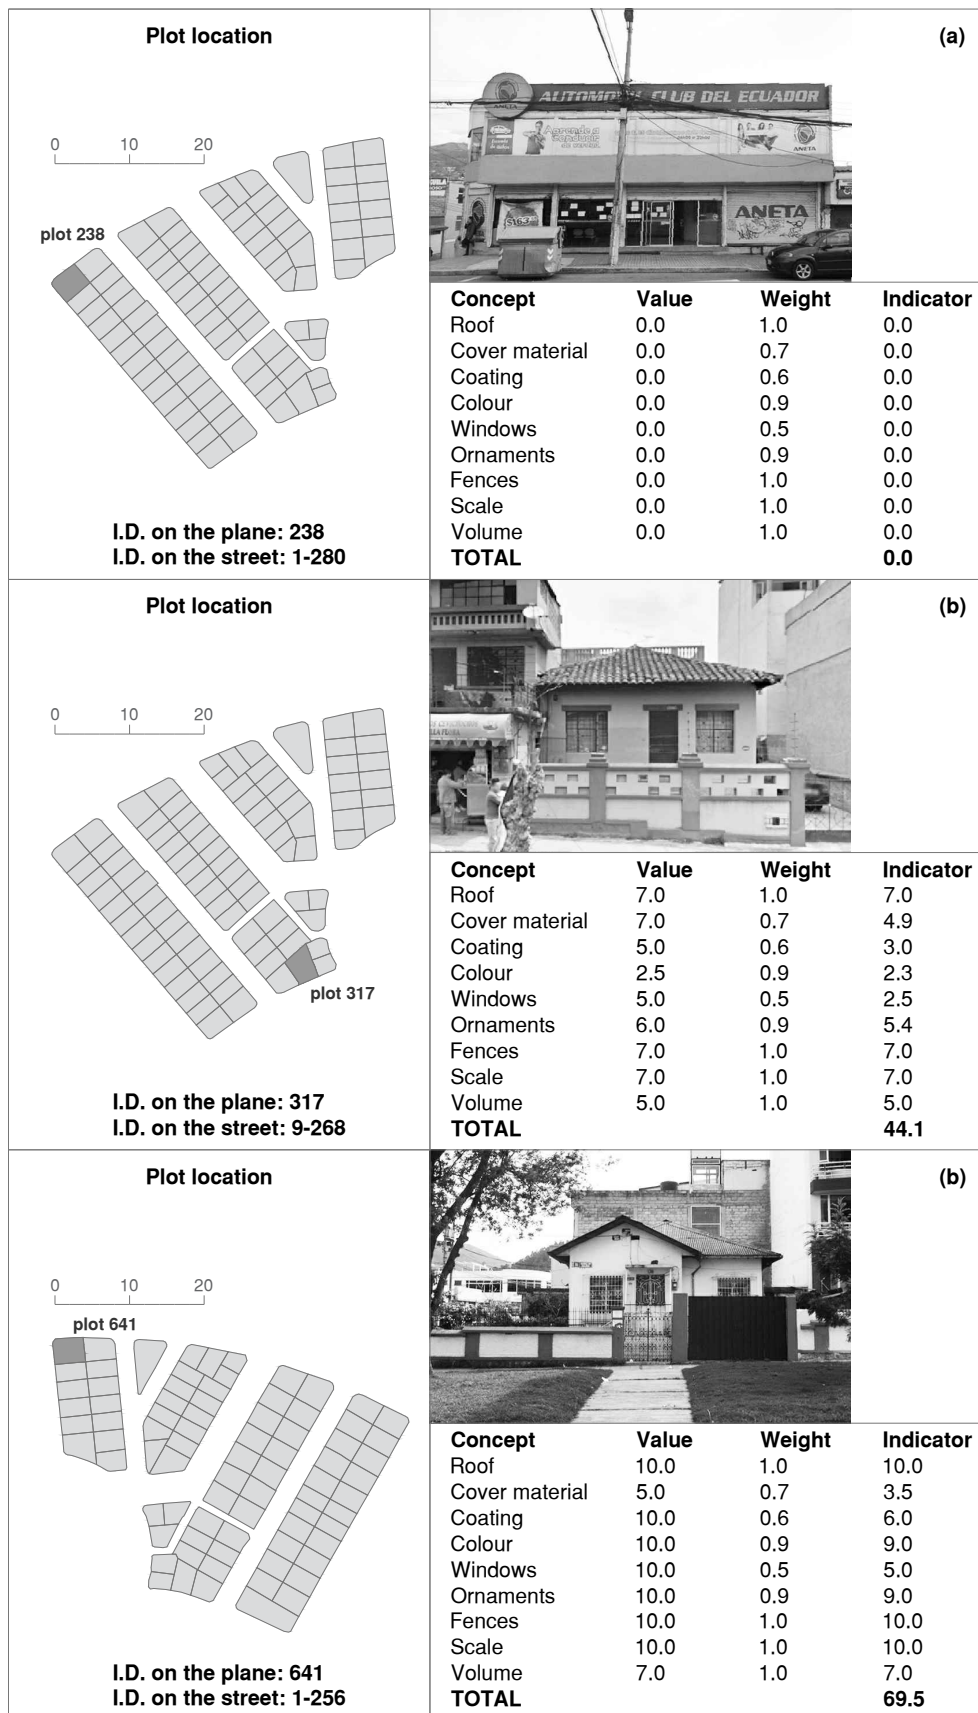 Plot location
(a)
0 10 20
plot 238
I.D. on the plane: 238
I.D. on the street: 1-280
AUTOMOVIL CLUB DEL ECUADOR
ANETA
Aprende a
conducir
ANETA
$163
ANETA
Concept Value Weight Indicator
Roof 0.0 1.0 0.0
Cover material 0.0 0.7 0.0
Coating 0.0 0.6 0.0
Colour 0.0 0.9 0.0
Windows 0.0 0.5 0.0
Ornaments 0.0 0.9 0.0
Fences 0.0 1.0 0.0
Scale 0.0 1.0 0.0
Volume 0.0 1.0 0.0
TOTAL 0.0
Plot location
(b)
0 10 20
plot 317
I.D. on the plane: 317
I.D. on the street: 9-268
Concept Value Weight Indicator
Roof 7.0 1.0 7.0
Cover material 7.0 0.7 4.9
Coating 5.0 0.6 3.0
Colour 2.5 0.9 2.3
Windows 5.0 0.5 2.5
Ornaments 6.0 0.9 5.4
Fences 7.0 1.0 7.0
Scale 7.0 1.0 7.0
Volume 5.0 1.0 5.0
TOTAL 44.1
Plot location
(b)
0 10 20
plot 641
I.D. on the plane: 641
I.D. on the street: 1-256
Concept Value Weight Indicator
Roof 10.0 1.0 10.0
Cover material 5.0 0.7 3.5
Coating 10.0 0.6 6.0
Colour 10.0 0.9 9.0
Windows 10.0 0.5 5.0
Ornaments 10.0 0.9 9.0
Fences 10.0 1.0 10.0
Scale 10.0 1.0 10.0
Volume 7.0 1.0 7.0
TOTAL 69.5